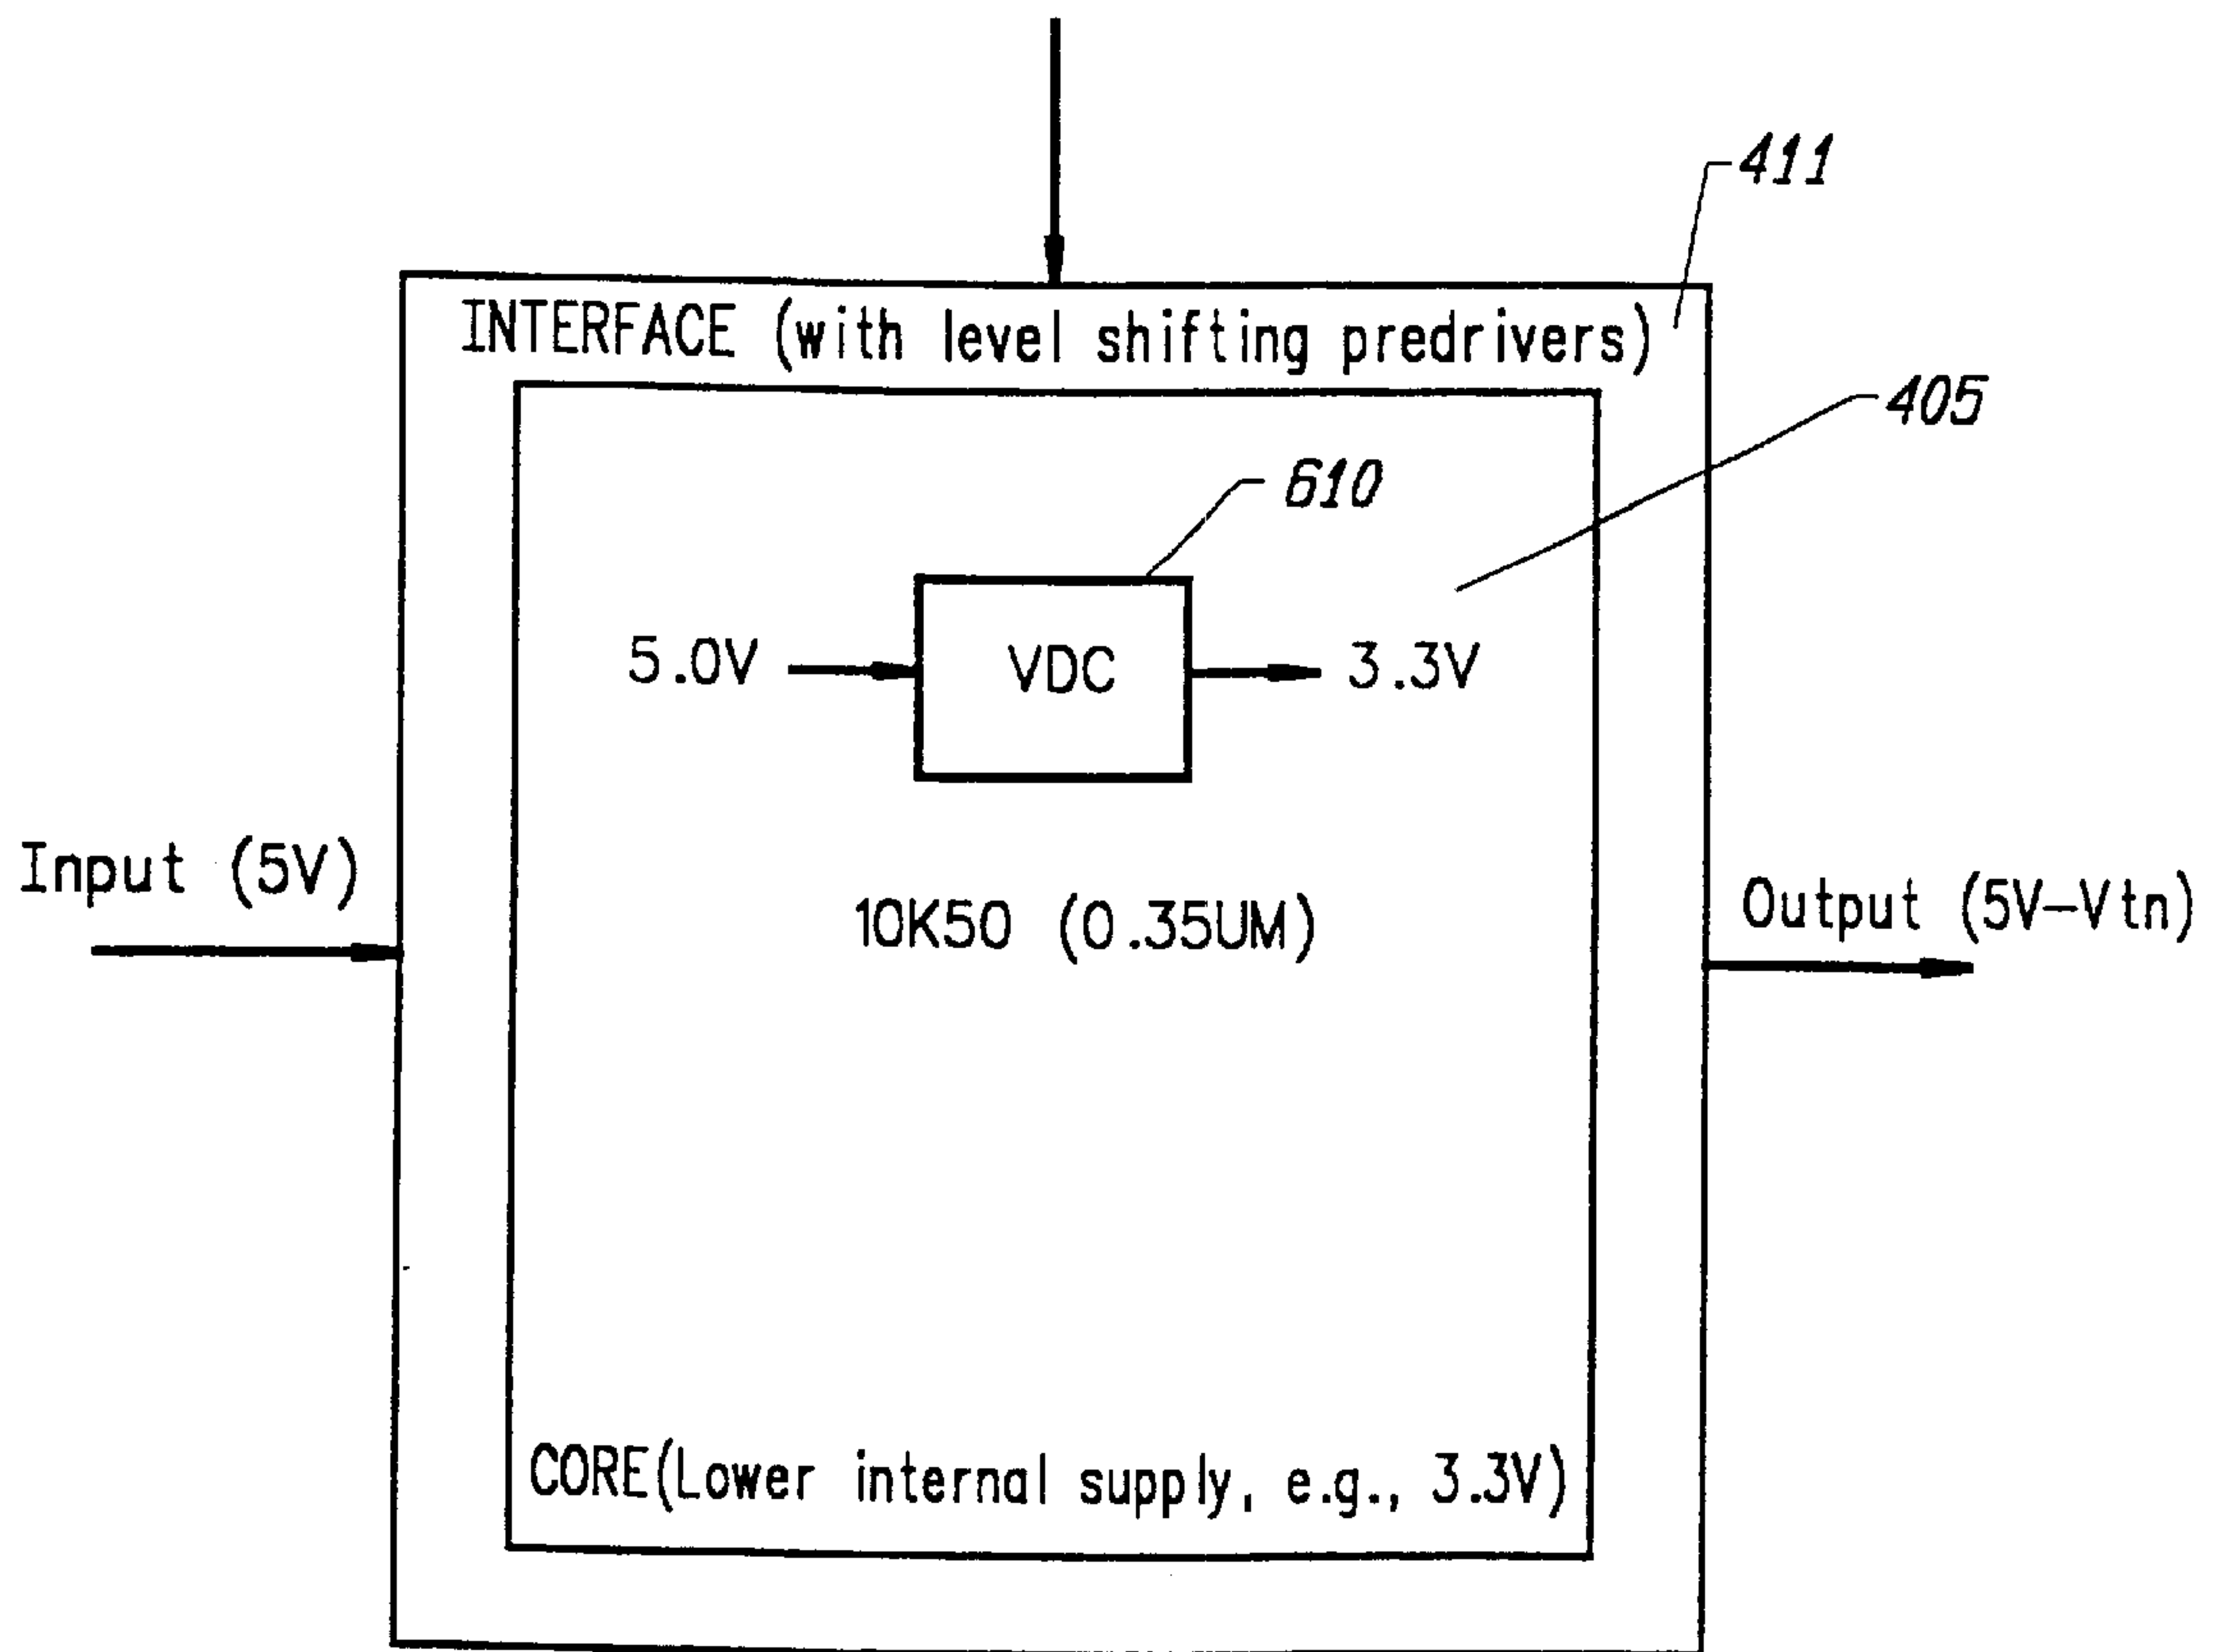 411
INTERFACE (with level shifting predrivers)
405
610
5.0V
VDC
3.3V
Input (5V)
10K50 (0.35UM)
Output (5V-Vtn)
CORE(Lower internal supply, e.g., 3.3V)